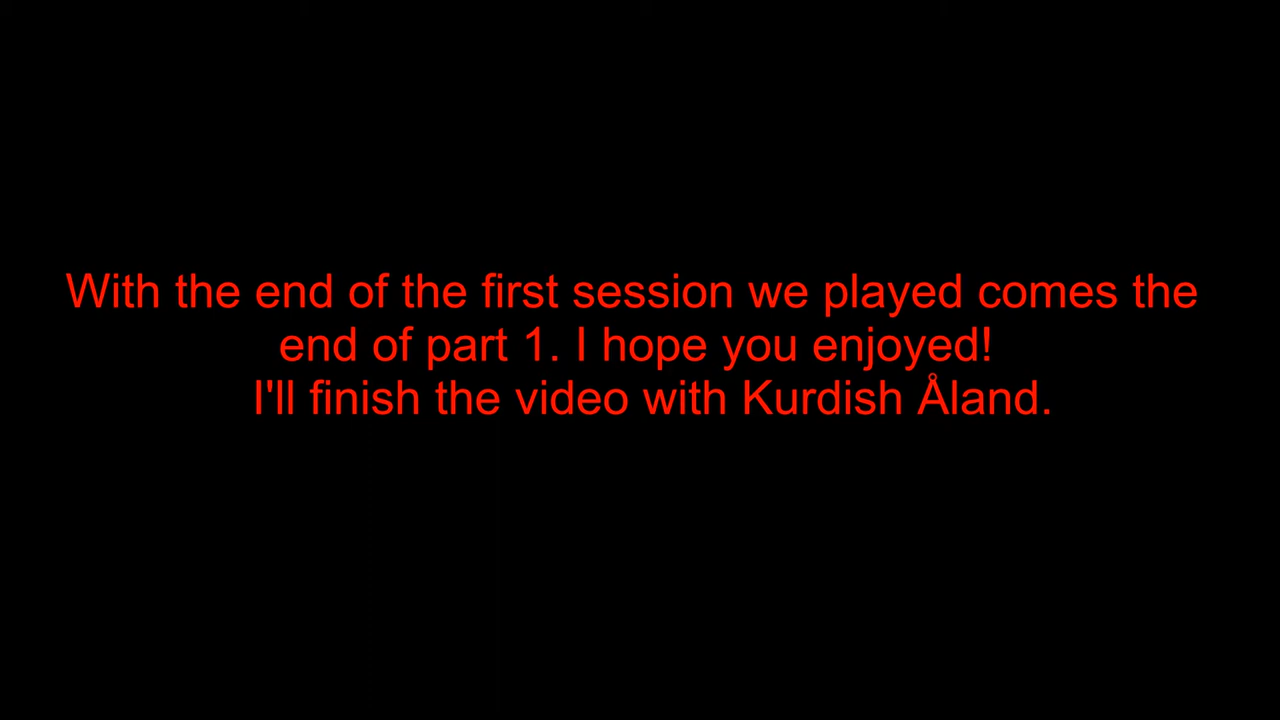 With the end of the first session we played comes the
end of part 1. I hope you enjoyed!
I'll finish the video with Kurdish Åland.